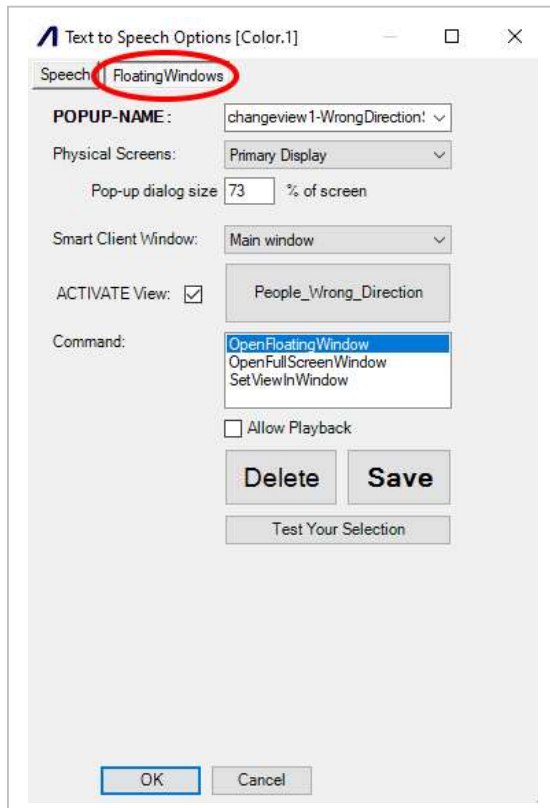 Text to Speech Options [Color.1]
Speech FloatingWindows
POPUP-NAME: changeview1-WrongDirection
Physical Screens: Primary Display
Pop-up dialog size 73 % of screen
Smart Client Window: Main window
ACTIVATE View: People_Wrong_Direction
Command: OpenFloatingWindow
OpenFullScreenWindow
SetViewInWindow
Allow Playback
Delete Save
Test Your Selection
OK Cancel